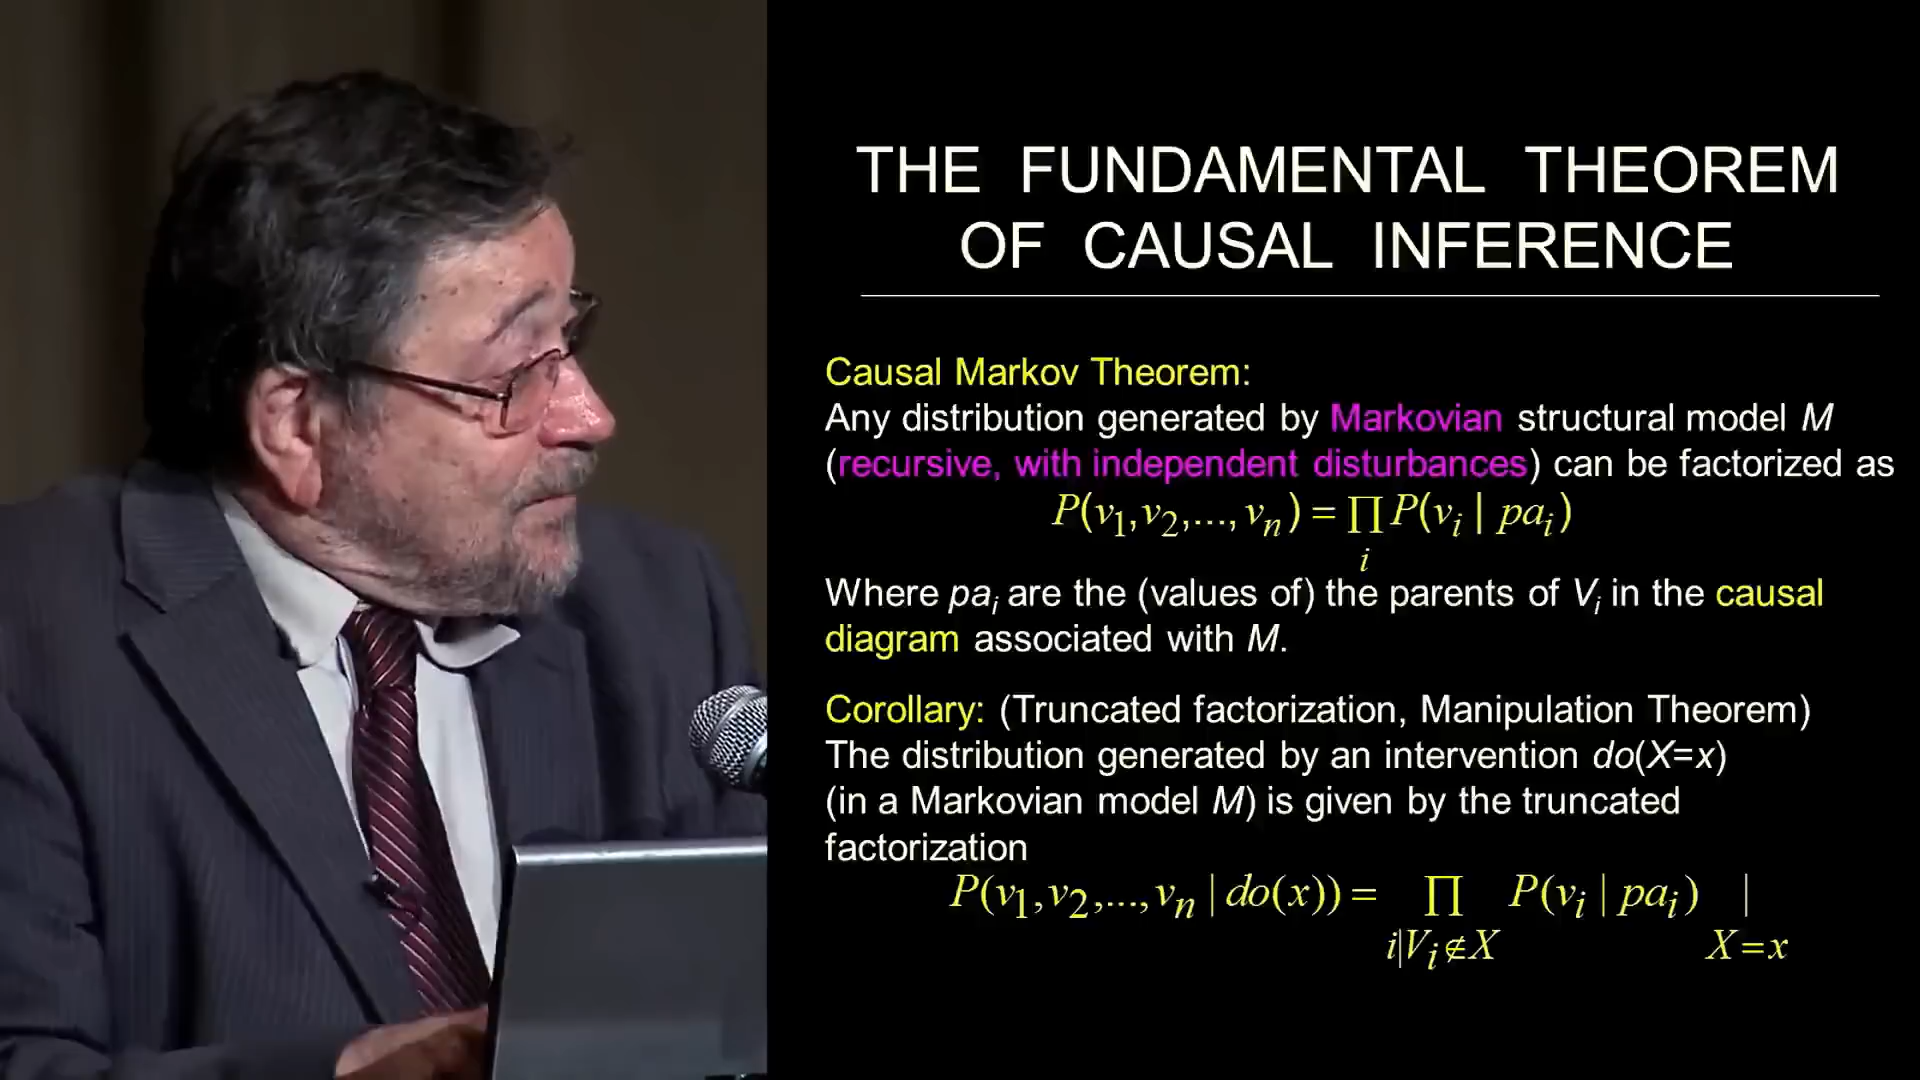 THE FUNDAMENTAL THEOREM
OF CAUSAL INFERENCE
Causal Markov Theorem:
Any distribution generated by Markovian structural model M
(recursive, with independent disturbances) can be factorized as
P(v₁,v₂,...,vₙ) = ∏ P(vᵢ | paᵢ)
i
Where paᵢ are the (values of) the parents of Vᵢ in the causal
diagram associated with M.
Corollary: (Truncated factorization, Manipulation Theorem)
The distribution generated by an intervention do(X=x)
(in a Markovian model M) is given by the truncated
factorization
P(v₁,v₂,...,vₙ | do(x)) = ∏ P(vᵢ | paᵢ) |
i|Vᵢ∉X X=x